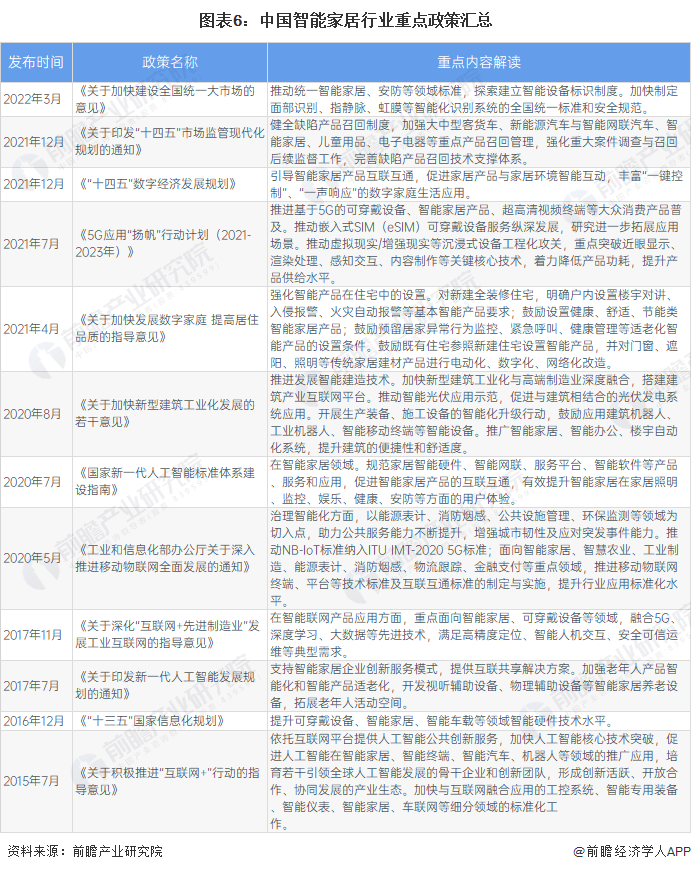 图表6：中国智能家居行业重点政策汇总
发布时间 政策名称 重点内容解读
2022年3月
《关于加快建设全国统一大市场的
意见》
推动统一智能家居、安防等领域标准，探索建立智能设备标识制度。加快制定
面部识别、指静脉、虹膜等智能化识别系统的全国统一标准和安全规范。
2021年12月
《关于印发“十四五”市场监管现代化
规划的通知》
健全缺陷产品召回制度，加强大中型客货车、新能源汽车与智能网联汽车、智
能家居、儿童用品、电子电器等重点产品召回管理，强化重大案件调查与召回
后续监督工作，完善缺陷产品召回技术支撑体系。
2021年12月
《“十四五”数字经济发展规划》
引导智能家居产品互联互通，促进家居产品与家居环境智能互动，丰富“一键控
制”、“一声响应”的数字家庭生活应用。
2021年7月
《5G应用“扬帆”行动计划（2021-
2023年）》
推进基于5G的可穿戴设备、智能家居产品、超高清视频终端等大众消费产品普
及。推动嵌入式SIM（eSIM）可穿戴设备服务纵深发展，研究进一步拓展应用
场景。推动虚拟现实/增强现实等沉浸式设备工程化攻关，重点突破近眼显示、
渲染处理、感知交互、内容制作等关键核心技术，着力降低产品功耗，提升产
品供给水平。
2021年4月
《关于加快发展数字家庭 提高居住
品质的指导意见》
强化智能产品在住宅中的设置。对新建全装修住宅，明确户内设置楼宇对讲、
入侵报警、火灾自动报警等基本智能产品要求；鼓励设置健康、舒适、节能类
智能家居产品；鼓励预留居家异常行为监控、紧急呼叫、健康管理等适老化智
能产品的设置条件。鼓励既有住宅参照新建住宅设置智能产品，并对门窗、遮
阳、照明等传统家居建材产品进行电动化、数字化、网络化改造。
2020年8月
《关于加快新型建筑工业化发展的
若干意见》
推进发展智能建造技术。加快新型建筑工业化与高端制造业深度融合，搭建建
筑产业互联网平台。推动智能光伏应用示范，促进与建筑相结合的光伏发电系
统应用。开展生产装备、施工设备的智能化升级行动，鼓励应用建筑机器人、
工业机器人、智能移动终端等智能设备。推广智能家居、智能办公、楼宇自动
化系统，提升建筑的便捷性和舒适度。
2020年7月
《国家新一代人工智能标准体系建
设指南》
在智能家居领域。规范家居智能硬件、智能网联、服务平台、智能软件等产品
、服务和应用，促进智能家居产品的互联互通，有效提升智能家居在家居照明
、监控、娱乐、健康、安防等方面的用户体验。
2020年5月
《工业和信息化部办公厅关于深入
推进移动物联网全面发展的通知》
治理智能化方面，以能源表计、消防烟感、公共设施管理、环保监测等领域为
切入点，助力公共服务能力不断提升，增强城市韧性及应对突发事件能力。推
动NB-IoT标准纳入ITU IMT-2020 5G标准；面向智能家居、智慧农业、工业制
造、能源表计、消防烟感、物流跟踪、金融支付等重点领域，推进移动物联网
终端、平台等技术标准及互联互通标准的制定与实施，提升行业应用标准化水
平。
2017年11月
《关于深化“互联网+先进制造业”发
展工业互联网的指导意见》
在智能联网产品应用方面，重点面向智能家居、可穿戴设备等领域，融合5G、
深度学习、大数据等先进技术，满足高精度定位、智能人机交互、安全可信运
维等典型需求。
2017年7月
《关于印发新一代人工智能发展规
划的通知》
支持智能家居企业创新服务模式，提供互联共享解决方案。加强老年人产品智
能化和智能产品适老化，开发视听辅助设备、物理辅助设备等智能家居养老设
备，拓展老年人活动空间。
2016年12月
《“十三五”国家信息化规划》
提升可穿戴设备、智能家居、智能车载等领域智能硬件技术水平。
2015年7月
《关于积极推进“互联网+”行动的指
导意见》
依托互联网平台提供人工智能公共创新服务，加快人工智能核心技术突破，促
进人工智能在智能家居、智能终端、智能汽车、机器人等领域的推广应用，培
育若干引领全球人工智能发展的骨干企业和创新团队，形成创新活跃、开放合
作、协同发展的产业生态。加快与互联网融合应用的工控系统、智能专用装备
、智能仪表、智能家居、车联网等细分领域的标准化工
作。
资料来源：前瞻产业研究院 @前瞻经济学人APP